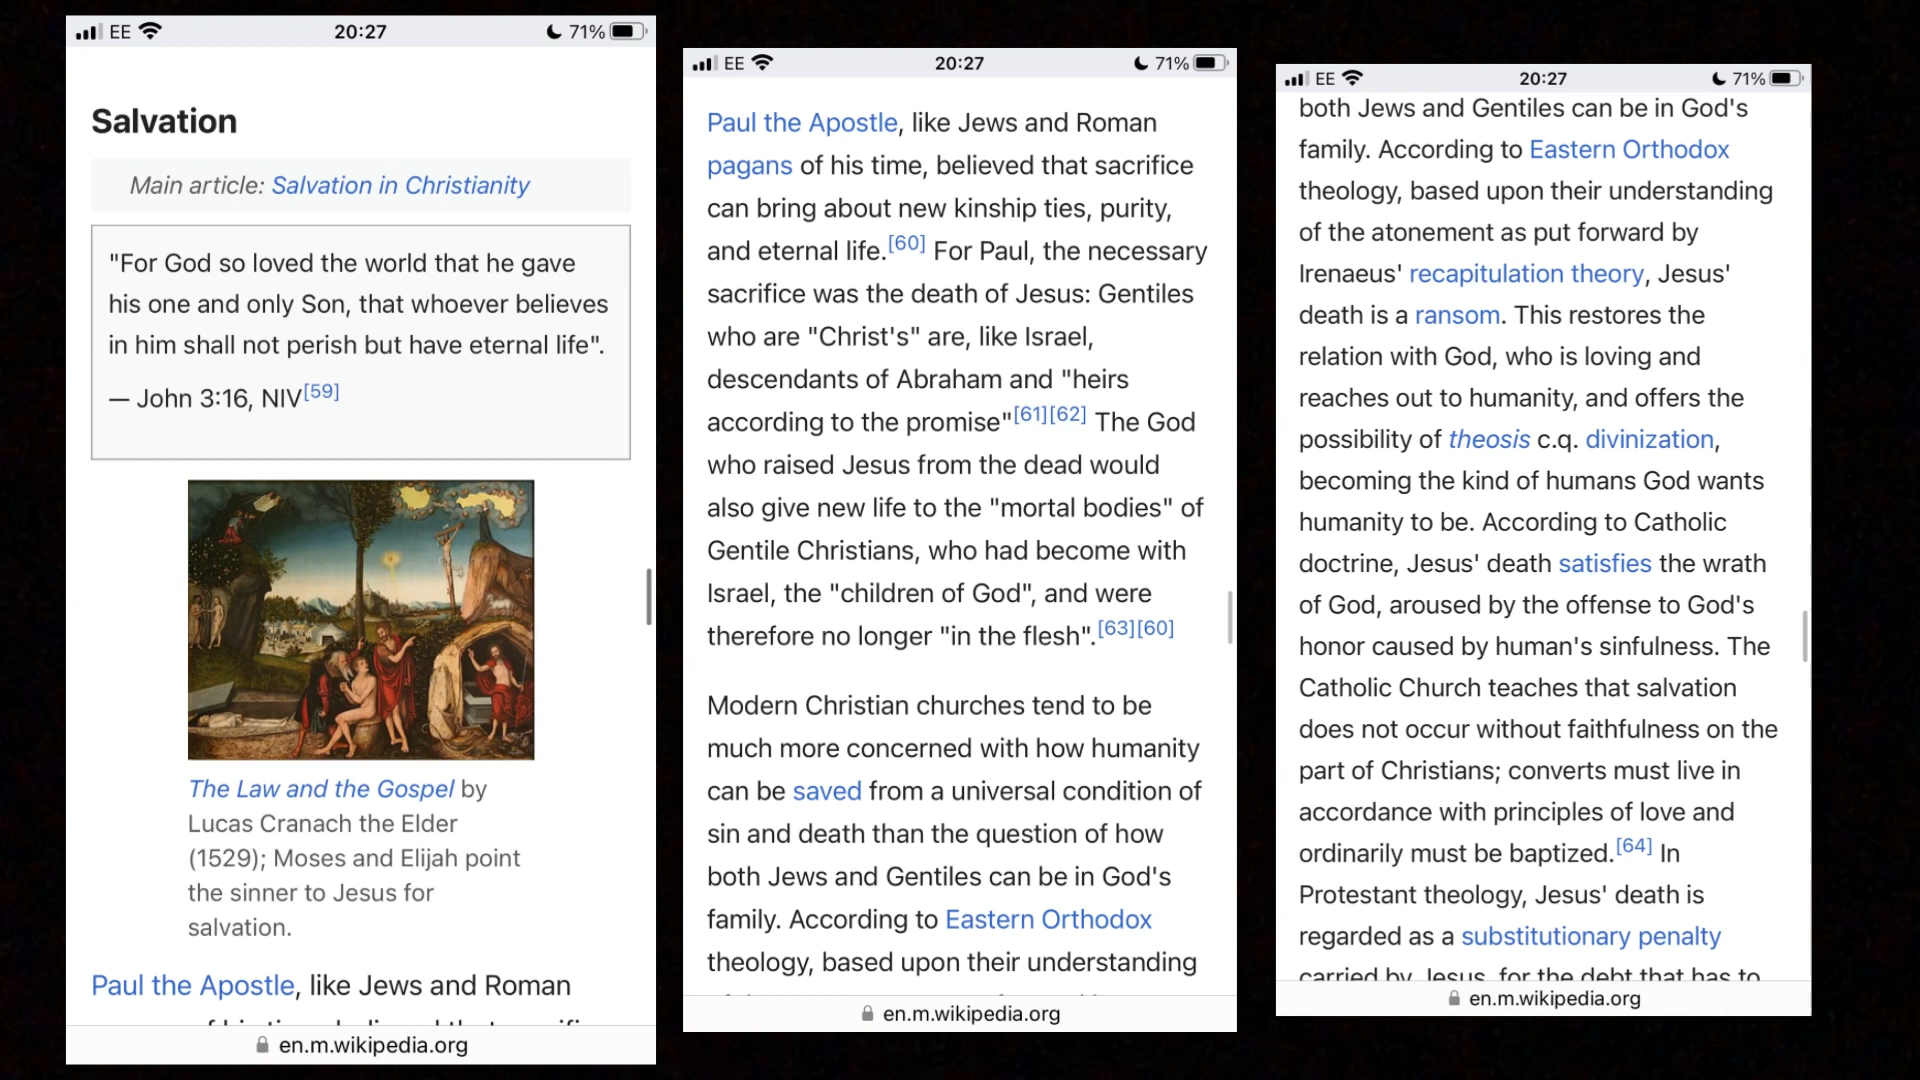 EE 20:27 71%
Salvation
Main article: Salvation in Christianity
"For God so loved the world that he gave
his one and only Son, that whoever believes
in him shall not perish but have eternal life".
— John 3:16, NIV[59]
The Law and the Gospel by
Lucas Cranach the Elder
(1529); Moses and Elijah point
the sinner to Jesus for
salvation.
Paul the Apostle, like Jews and Roman
en.m.wikipedia.org
EE 20:27 71%
Paul the Apostle, like Jews and Roman
pagans of his time, believed that sacrifice
can bring about new kinship ties, purity,
and eternal life.[60] For Paul, the necessary
sacrifice was the death of Jesus: Gentiles
who are "Christ's" are, like Israel,
descendants of Abraham and "heirs
according to the promise"[61][62] The God
who raised Jesus from the dead would
also give new life to the "mortal bodies" of
Gentile Christians, who had become with
Israel, the "children of God", and were
therefore no longer "in the flesh".[63][60]
Modern Christian churches tend to be
much more concerned with how humanity
can be saved from a universal condition of
sin and death than the question of how
both Jews and Gentiles can be in God's
family. According to Eastern Orthodox
theology, based upon their understanding
en.m.wikipedia.org
EE 20:27 71%
both Jews and Gentiles can be in God's
family. According to Eastern Orthodox
theology, based upon their understanding
of the atonement as put forward by
Irenaeus' recapitulation theory, Jesus'
death is a ransom. This restores the
relation with God, who is loving and
reaches out to humanity, and offers the
possibility of theosis c.q. divinization,
becoming the kind of humans God wants
humanity to be. According to Catholic
doctrine, Jesus' death satisfies the wrath
of God, aroused by the offense to God's
honor caused by human's sinfulness. The
Catholic Church teaches that salvation
does not occur without faithfulness on the
part of Christians; converts must live in
accordance with principles of love and
ordinarily must be baptized.[64] In
Protestant theology, Jesus' death is
regarded as a substitutionary penalty
carried by Jesus, for the debt that has to
en.m.wikipedia.org